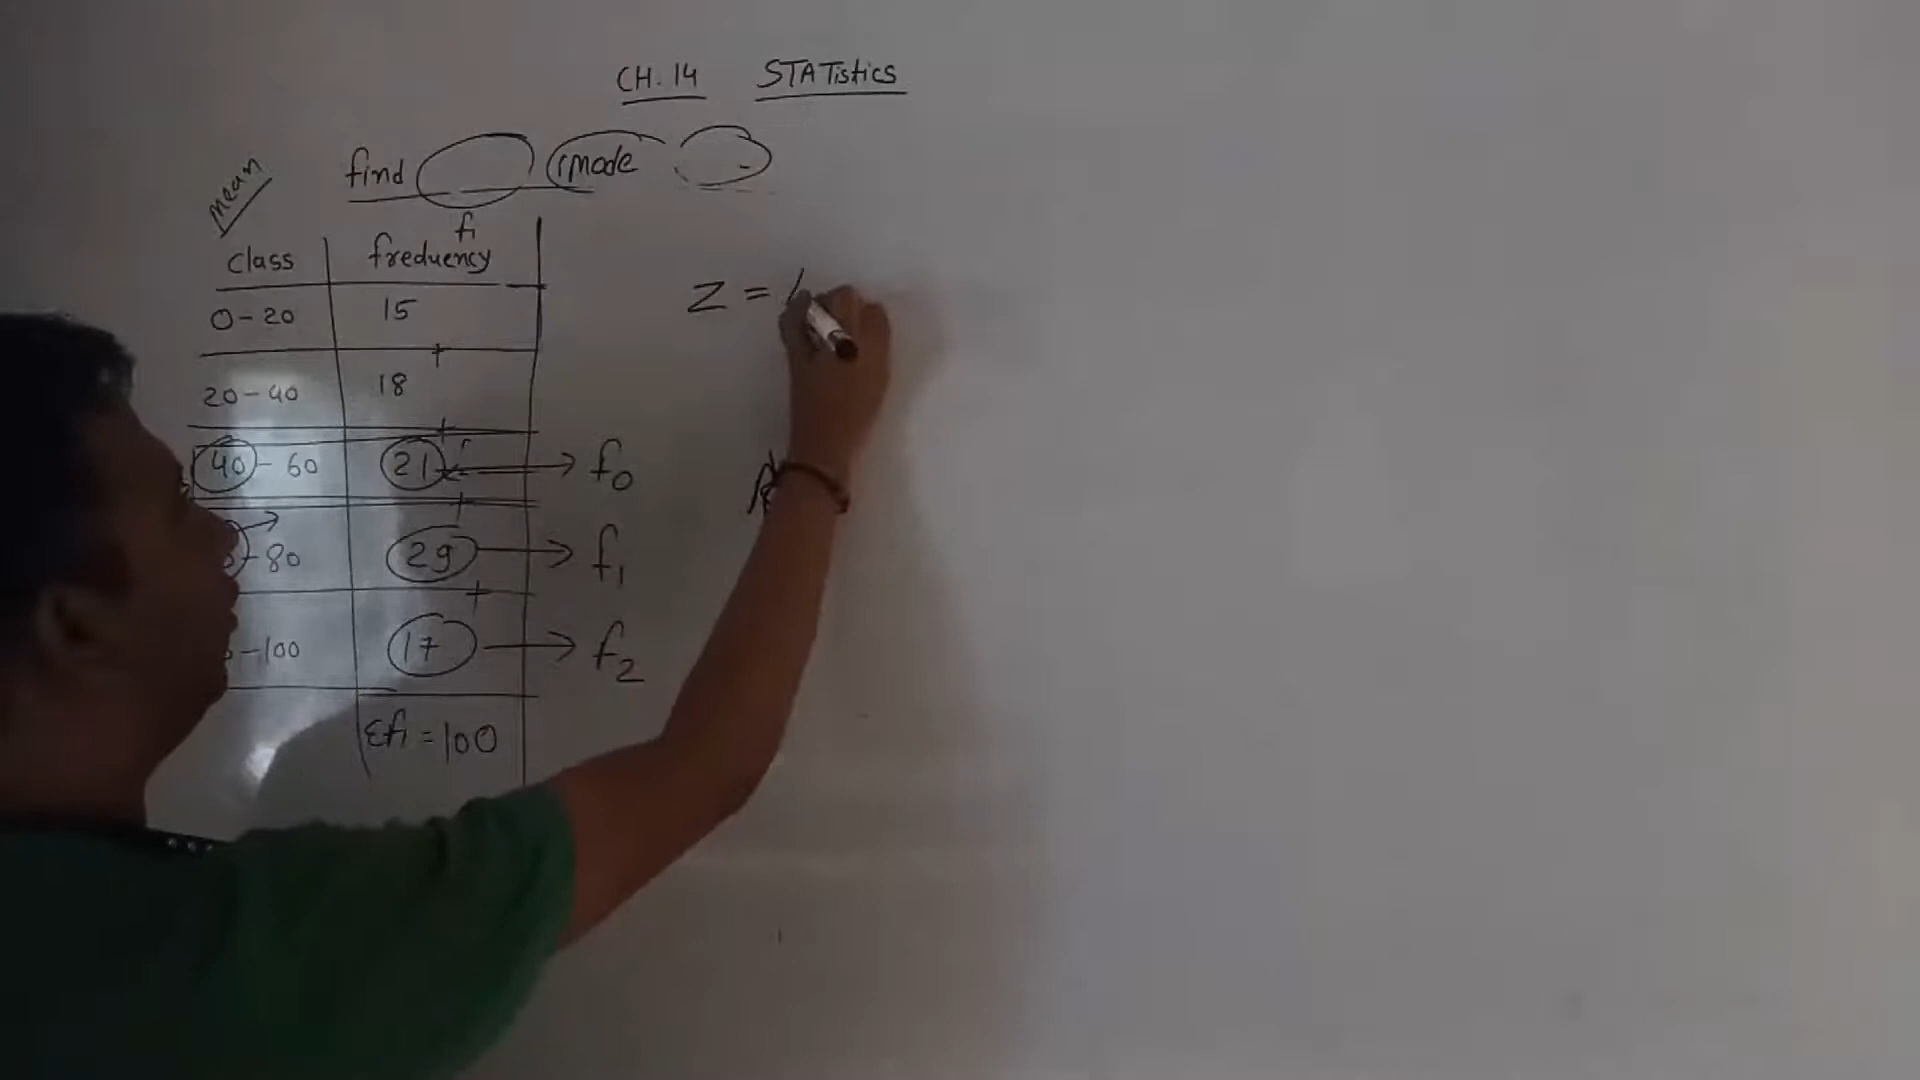 CH. 14 STATistics
mean
find mode
fi
class freduency
0-20 15
20-40 18
40-60 21 → f0
-80 29 → f1
-100 17 → f2
Σfi = 100
Z =